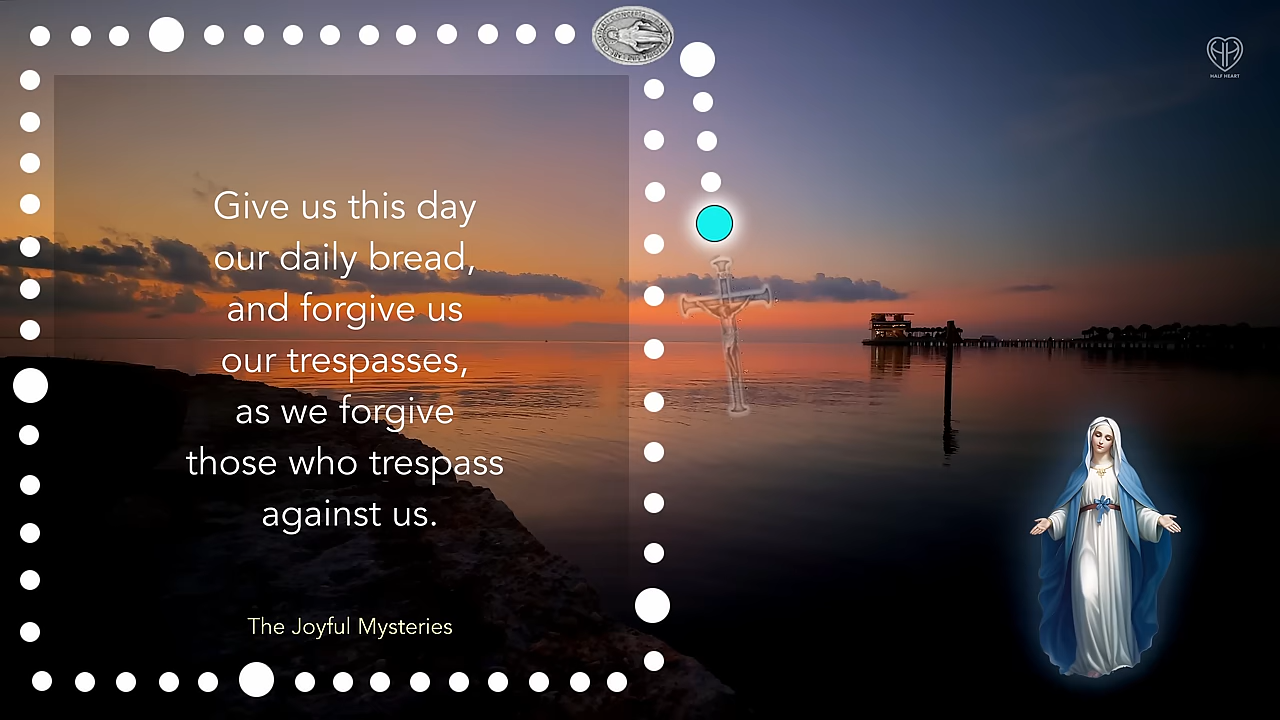 Give us this day
our daily bread,
and forgive us
our trespasses,
as we forgive
those who trespass
against us.
The Joyful Mysteries
HALF HEART